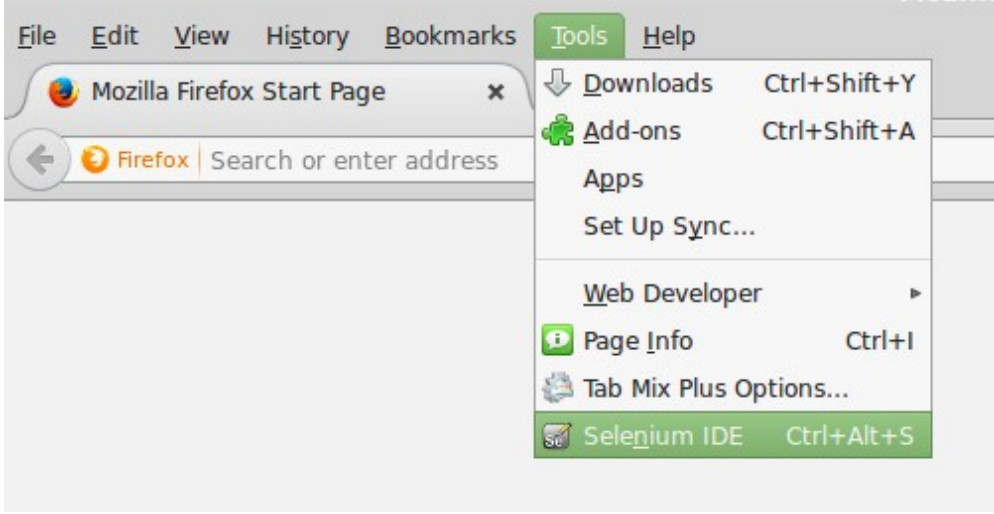 File Edit View History Bookmarks Tools Help
Mozilla Firefox Start Page
Firefox Search or enter address
Downloads Ctrl+Shift+Y
Add-ons Ctrl+Shift+A
Apps
Set Up Sync...
Web Developer
Page Info Ctrl+I
Tab Mix Plus Options...
Selenium IDE Ctrl+Alt+S